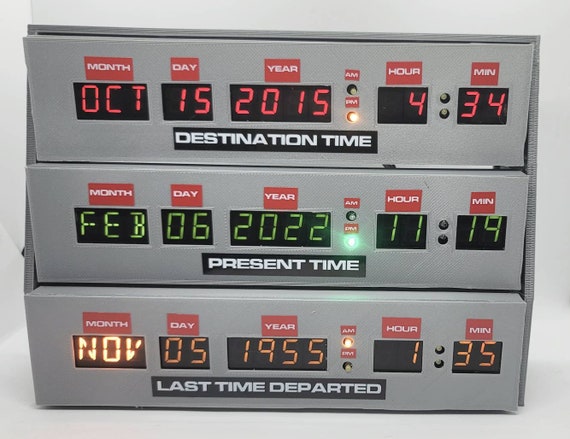 MONTH DAY YEAR AM HOUR MIN
OCT 15 2015 PM 4 34
DESTINATION TIME
MONTH DAY YEAR AM HOUR MIN
FEB 06 2022 PM 11 19
PRESENT TIME
MONTH DAY YEAR AM HOUR MIN
NOV 05 1955 PM 1 35
LAST TIME DEPARTED